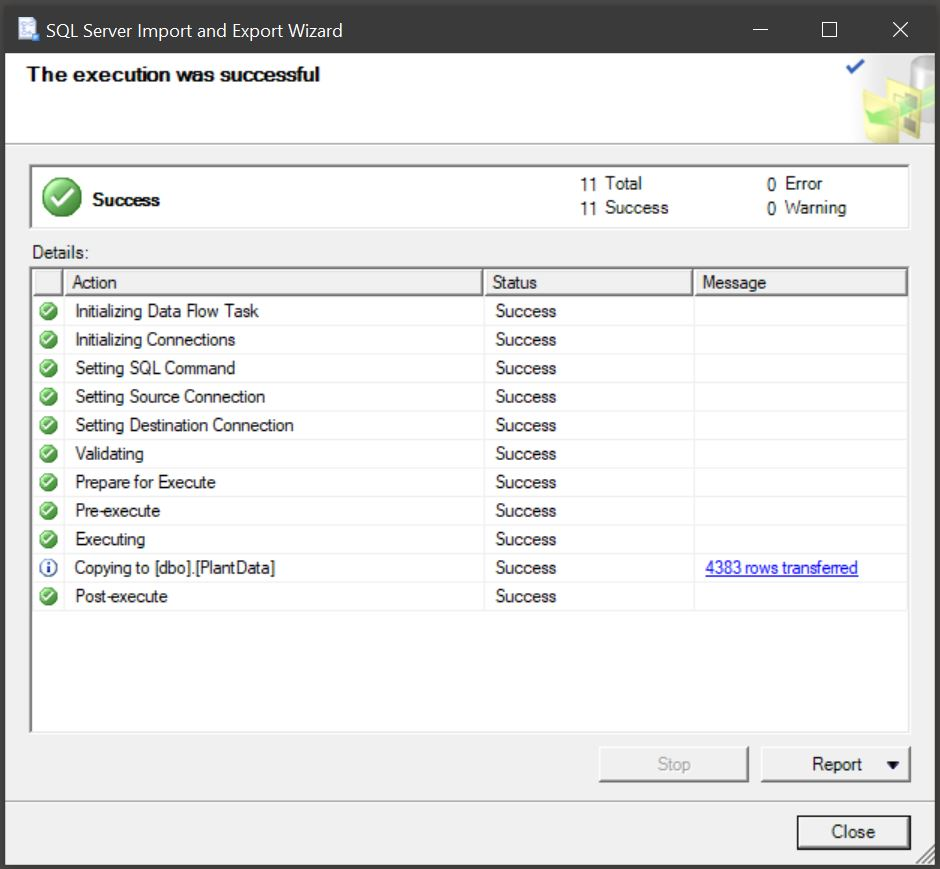 SQL Server Import and Export Wizard
The execution was successful
Success
11 Total 0 Error
11 Success 0 Warning
Details:
Action Status Message
Initializing Data Flow Task Success
Initializing Connections Success
Setting SQL Command Success
Setting Source Connection Success
Setting Destination Connection Success
Validating Success
Prepare for Execute Success
Pre-execute Success
Executing Success
Copying to [dbo].[PlantData] Success 4383 rows transferred
Post-execute Success
Stop Report
Close